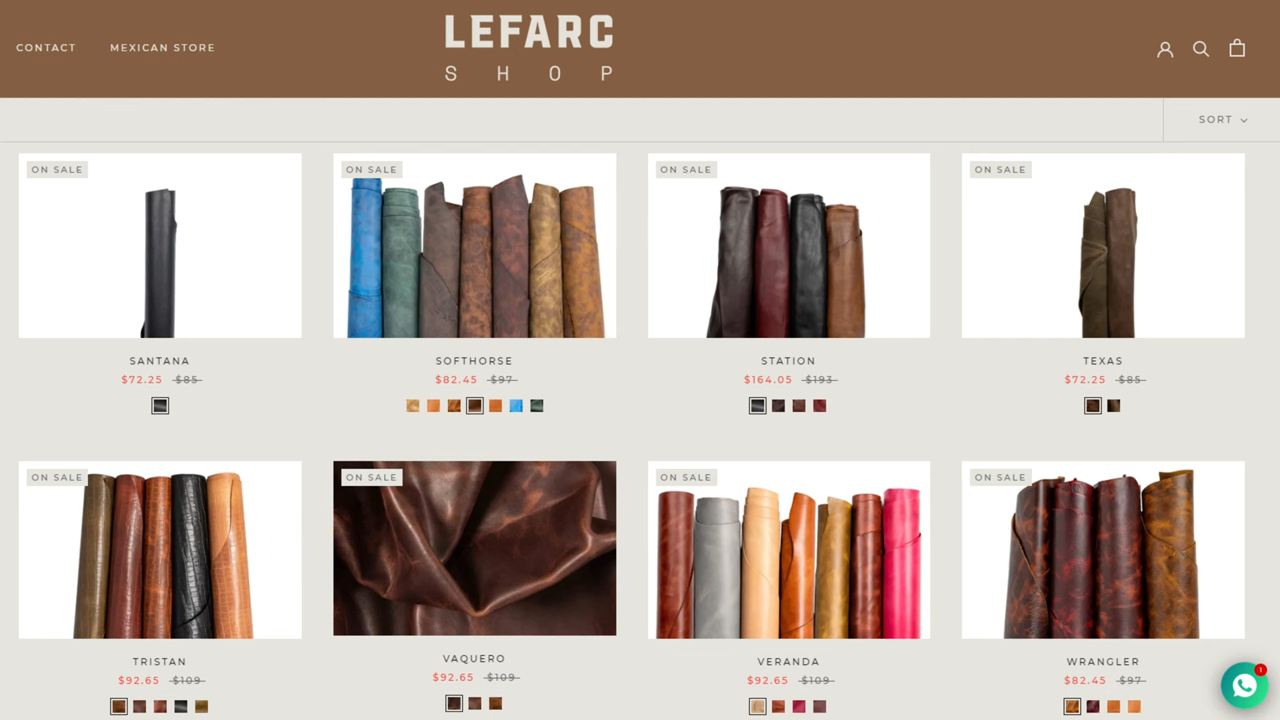 LEFARC
SHOP
CONTACT
MEXICAN STORE
SORT
ON SALE
ON SALE
ON SALE
ON SALE
SANTANA
$72.25 $85
SOFTHORSE
$82.45 $97
STATION
$164.05 $193
TEXAS
$72.25 $85
ON SALE
ON SALE
ON SALE
ON SALE
TRISTAN
$92.65 $109
VAQUERO
$92.65 $109
VERANDA
$92.65 $109
WRANGLER
$82.45 $97
1